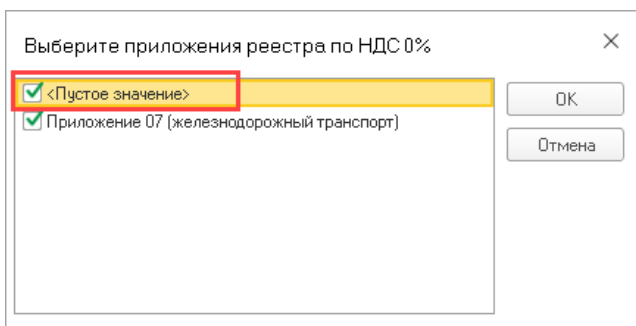 Выберите приложения реестра по НДС 0%
<Пустое значение>
ОК
Приложение 07 (железнодорожный транспорт)
Отмена